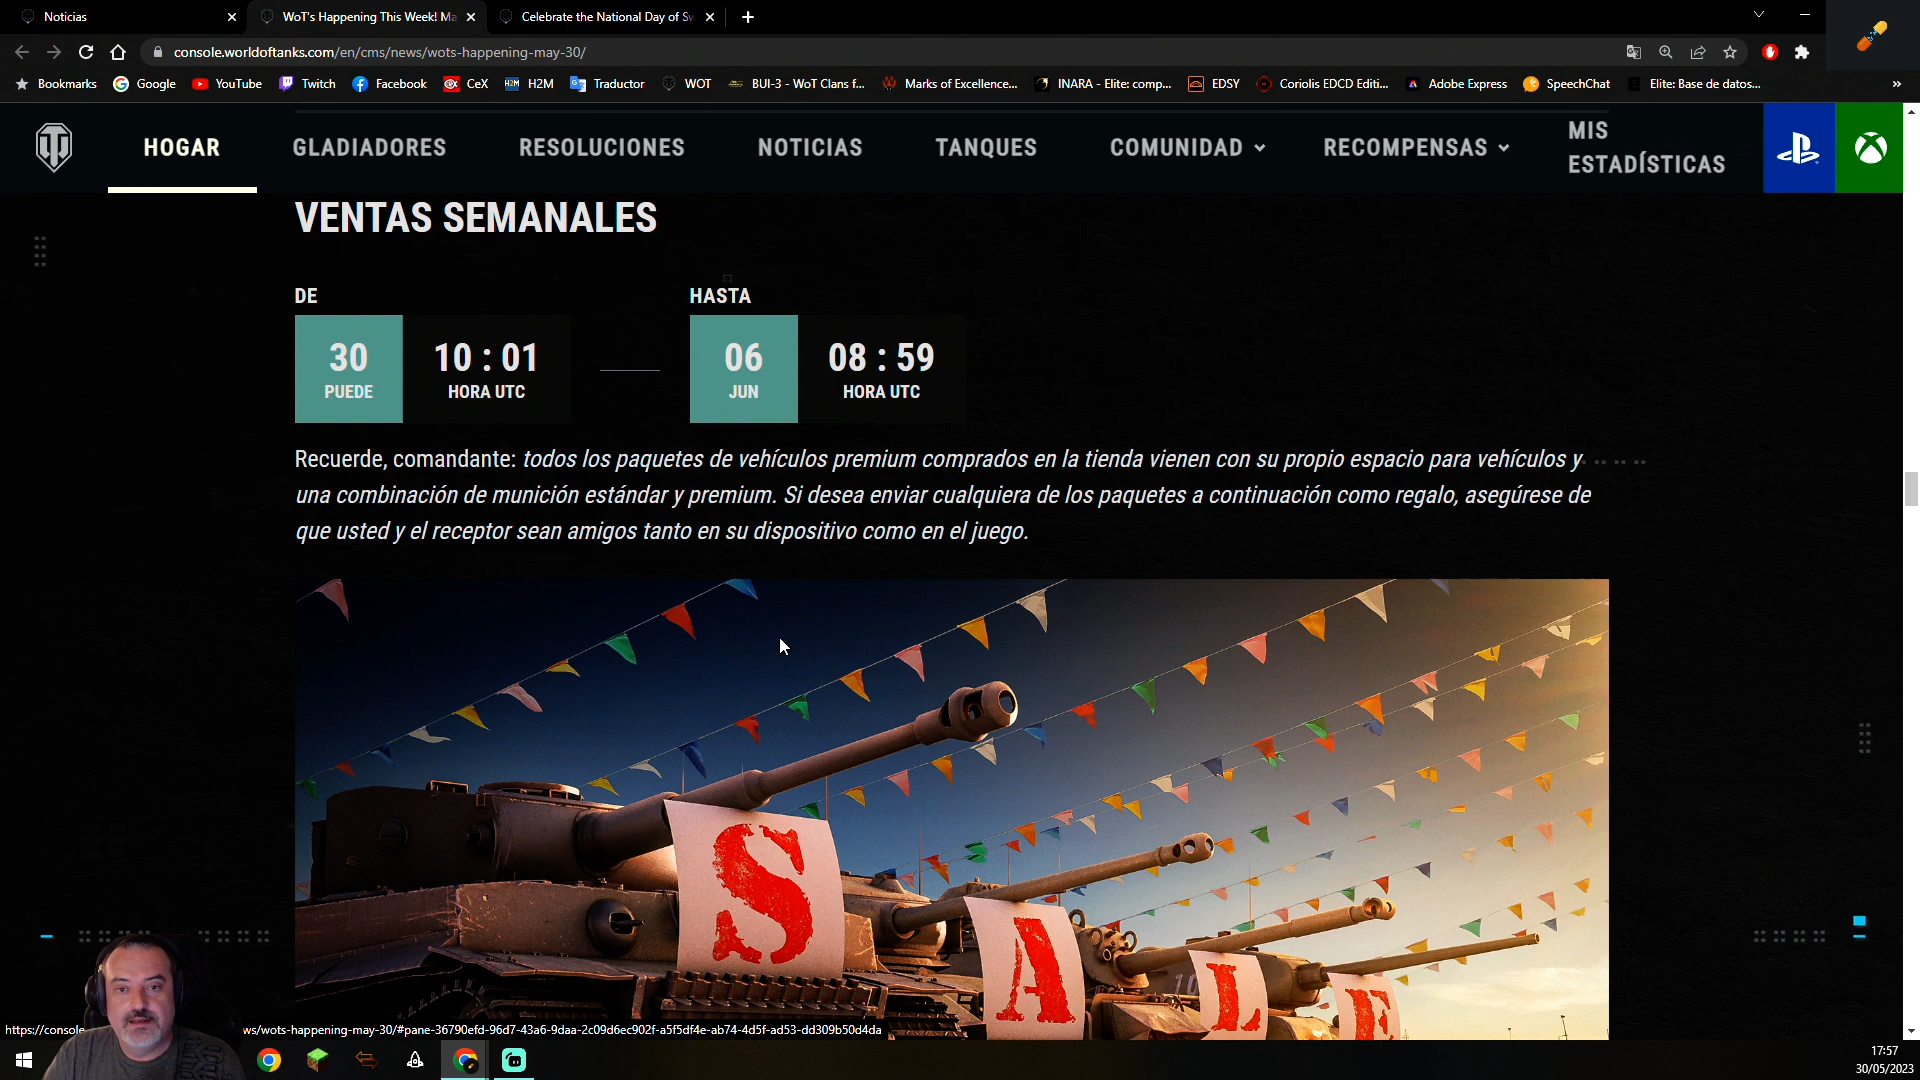 Noticias
WoT's Happening This Week! Ma
Celebrate the National Day of Sw
console.worldoftanks.com/en/cms/news/wots-happening-may-30/
Bookmarks
Google
YouTube
Twitch
Facebook
CeX
H2M
Traductor
WOT
BUI-3 - WoT Clans f...
Marks of Excellence...
INARA - Elite: comp...
EDSY
Coriolis EDCD Editi...
Adobe Express
SpeechChat
Elite: Base de datos...
HOGAR
GLADIADORES
RESOLUCIONES
NOTICIAS
TANQUES
COMUNIDAD
RECOMPENSAS
MIS
ESTADÍSTICAS
VENTAS SEMANALES
DE
HASTA
30
PUEDE
10 : 01
HORA UTC
06
JUN
08 : 59
HORA UTC
Recuerde, comandante: todos los paquetes de vehículos premium comprados en la tienda vienen con su propio espacio para vehículos y
una combinación de munición estándar y premium. Si desea enviar cualquiera de los paquetes a continuación como regalo, asegúrese de
que usted y el receptor sean amigos tanto en su dispositivo como en el juego.
S
A
L
E
https://console
ws/wots-happening-may-30/#pane-36790efd-96d7-43a6-9daa-2c09d6ec902f-a5f5df4e-ab74-4d5f-ad53-dd309b50d4da
17:57
30/05/2023